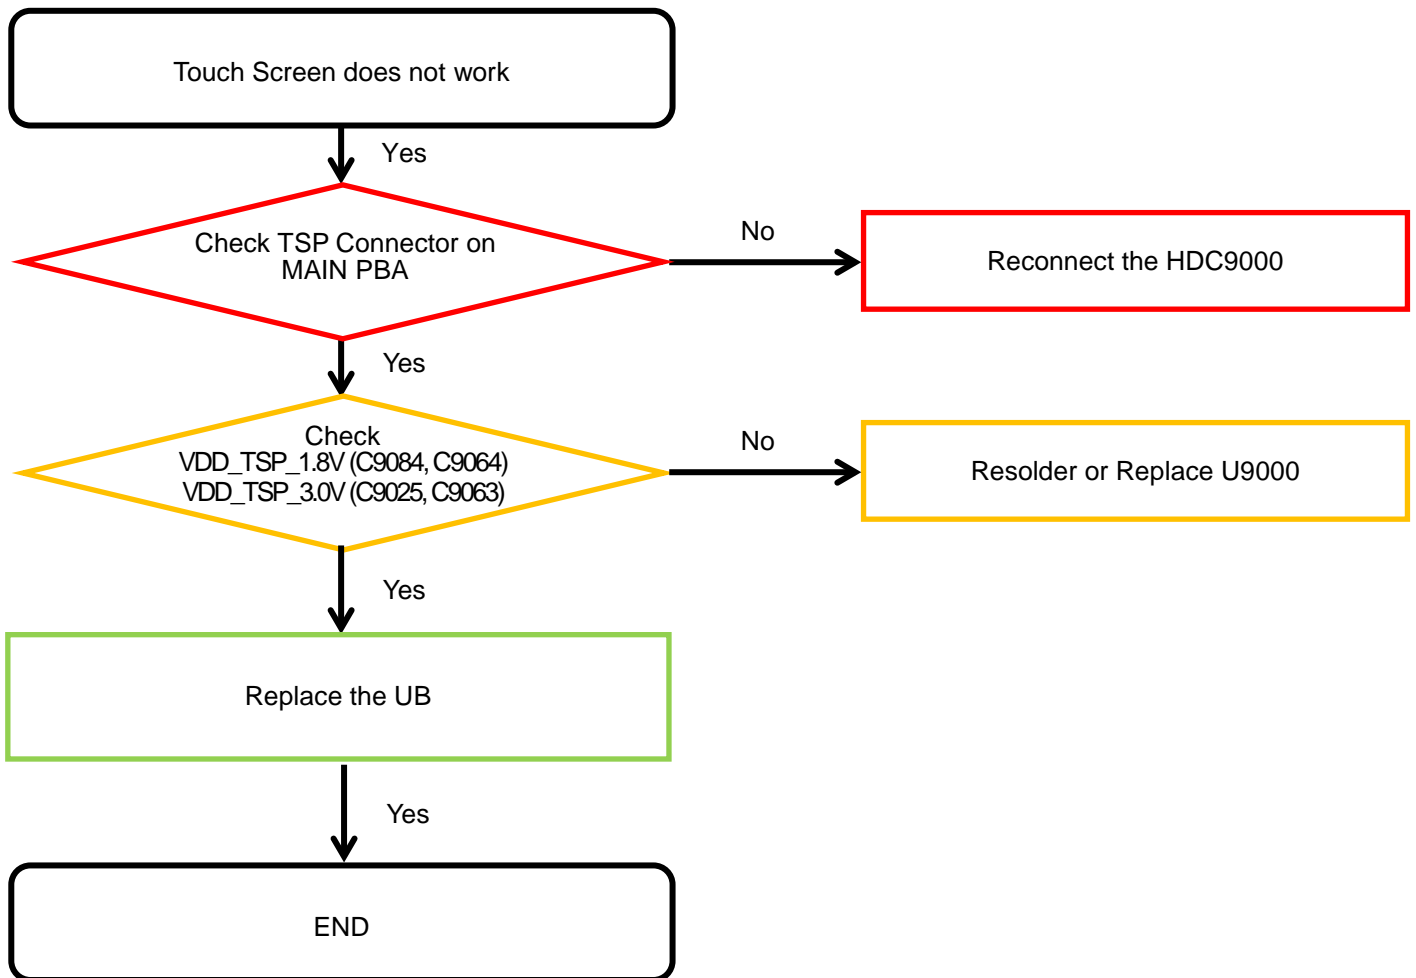 Touch Screen does not work
Yes
Check TSP Connector on
MAIN PBA
No
Reconnect the HDC9000
Yes
Check
VDD_TSP_1.8V (C9084, C9064)
VDD_TSP_3.0V (C9025, C9063)
No
Resolder or Replace U9000
Yes
Replace the UB
Yes
END